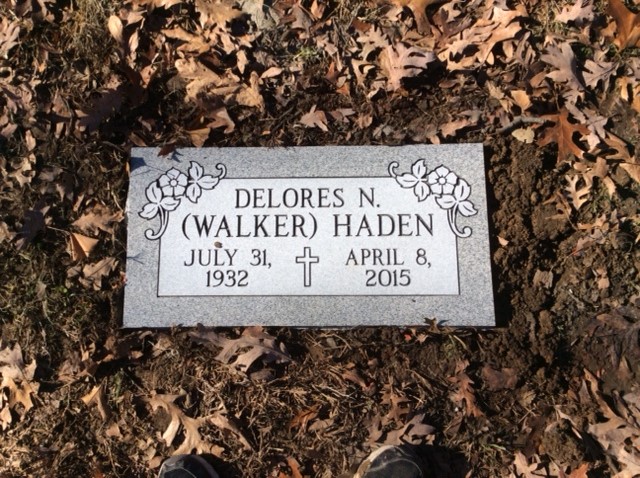 DELORES N.
(WALKER) HADEN
JULY 31, APRIL 8,
1932 2015